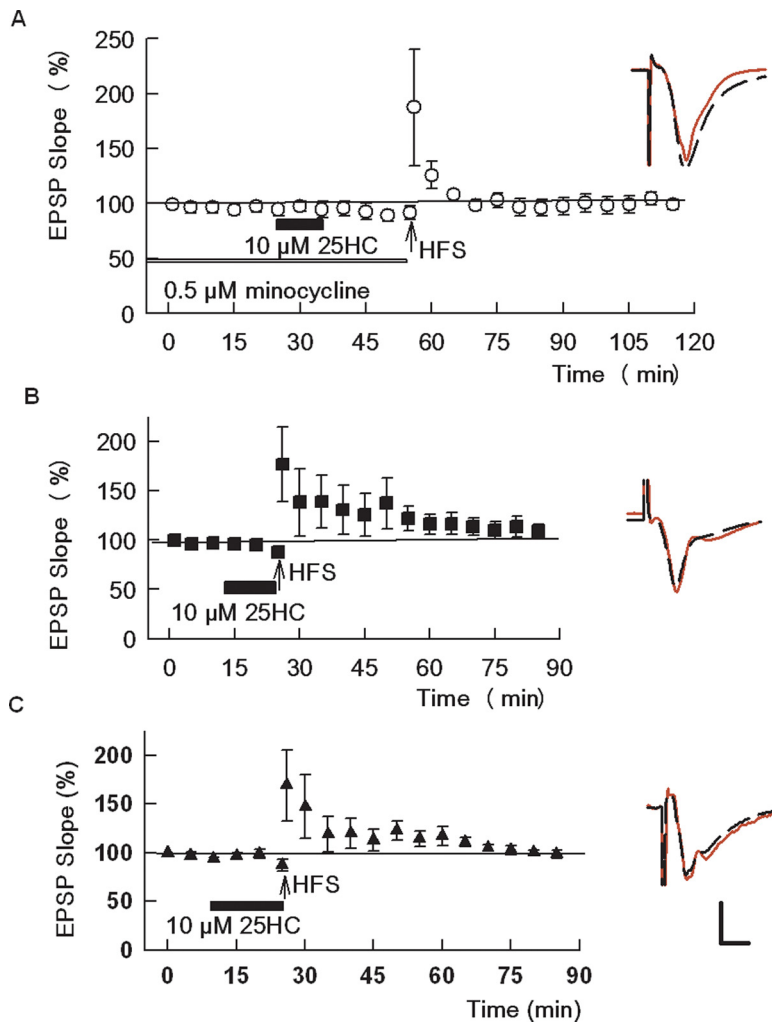 A
EPSP Slope ( %)
250
200
150
100
50
0
10 µM 25HC
HFS
0.5 µM minocycline
0 15 30 45 60 75 90 105 120
Time ( min)
B
EPSP Slope ( %)
200
150
100
50
0
HFS
10 µM 25HC
0 15 30 45 60 75 90
Time ( min)
C
EPSP Slope (%)
200
150
100
50
0
HFS
10 µM 25HC
0 15 30 45 60 75 90
Time (min)